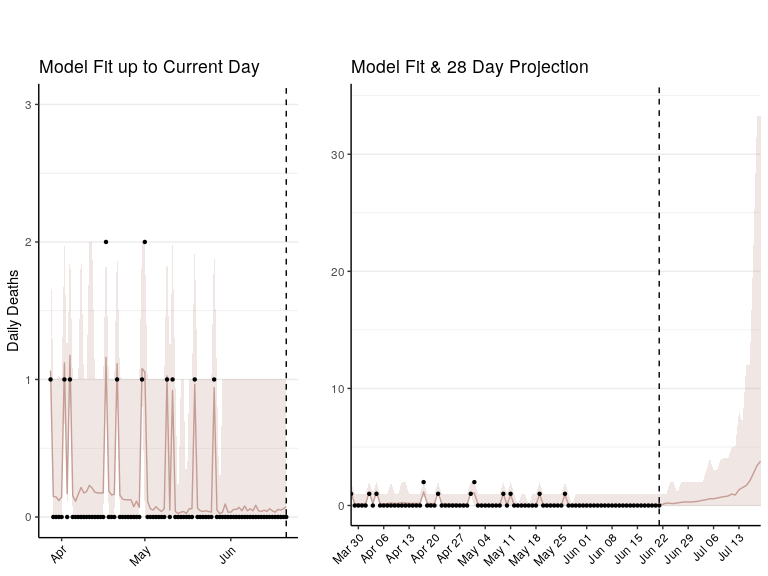 Model Fit up to Current Day
Model Fit & 28 Day Projection
Daily Deaths
3
2
1
0
Apr
May
Jun
30
20
10
0
Mar 30
Apr 06
Apr 13
Apr 20
Apr 27
May 04
May 11
May 18
May 25
Jun 01
Jun 08
Jun 15
Jun 22
Jun 29
Jul 06
Jul 13